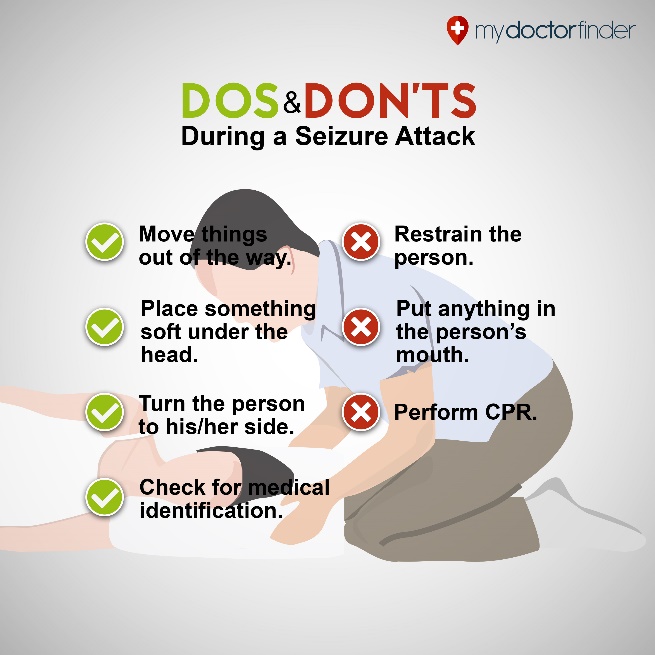 mydoctorfinder
DOS&DON'TS
During a Seizure Attack
Move things
out of the way.
Place something
soft under the
head.
Turn the person
to his/her side.
Check for medical
identification.
Restrain the
person.
Put anything in
the person's
mouth.
Perform CPR.